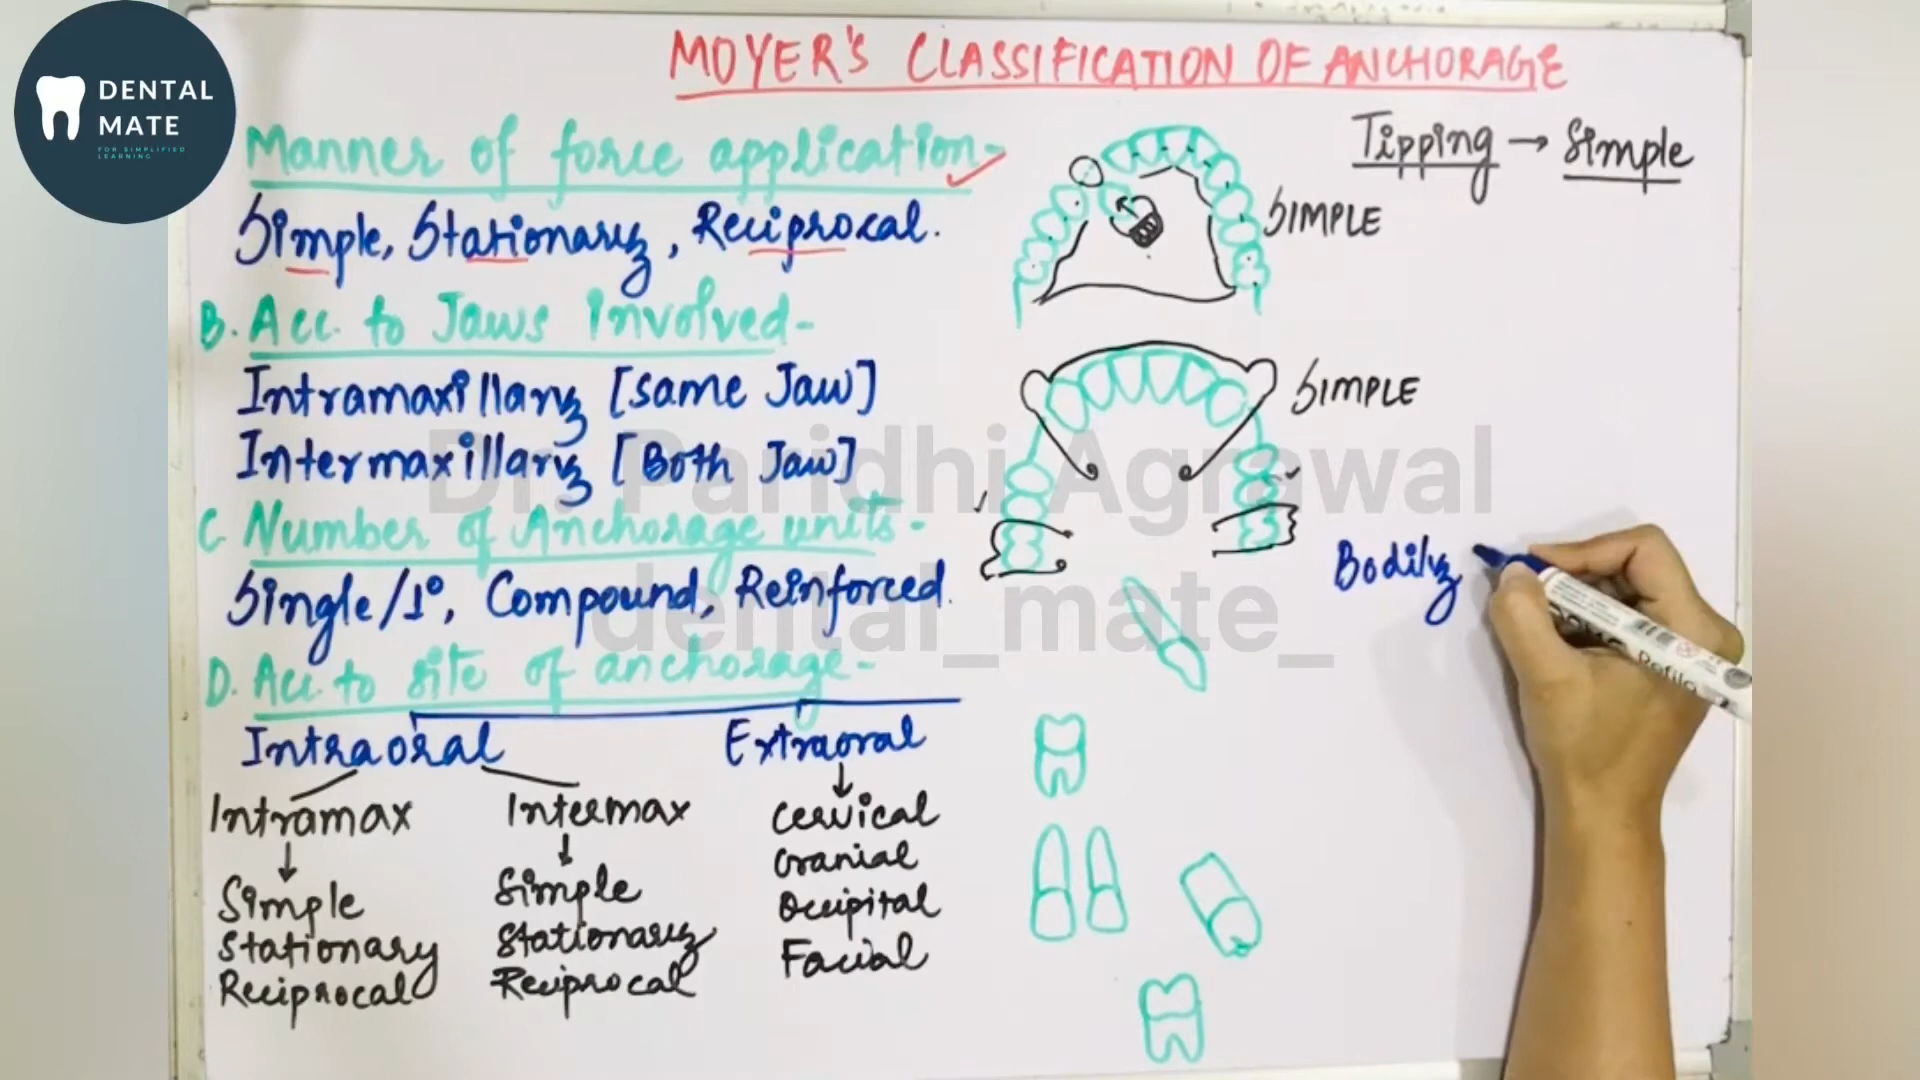 DENTAL
MATE
FOR SIMPLIFIED
LEARNING
MOYER'S CLASSIFICATION OF ANCHORAGE
Manner of force application-
Simple, Stationary, Reciprocal.
B. Acc. to Jaws involved-
Intramaxillary [Same Jaw]
Intermaxillary [Both Jaw]
C Number of Anchorage units-
Single/1°, Compound, Reinforced.
D. Acc. to site of anchorage-
Intraoral Extraoral
Intramax Intermax
Simple
Stationary
Reciprocal
Simple
Stationary
Reciprocal
Cervical
Cranial
Occipital
Facial
Tipping → Simple
SIMPLE
SIMPLE
Bodily
Dr. Paridhi Agrawal
dental_mate_